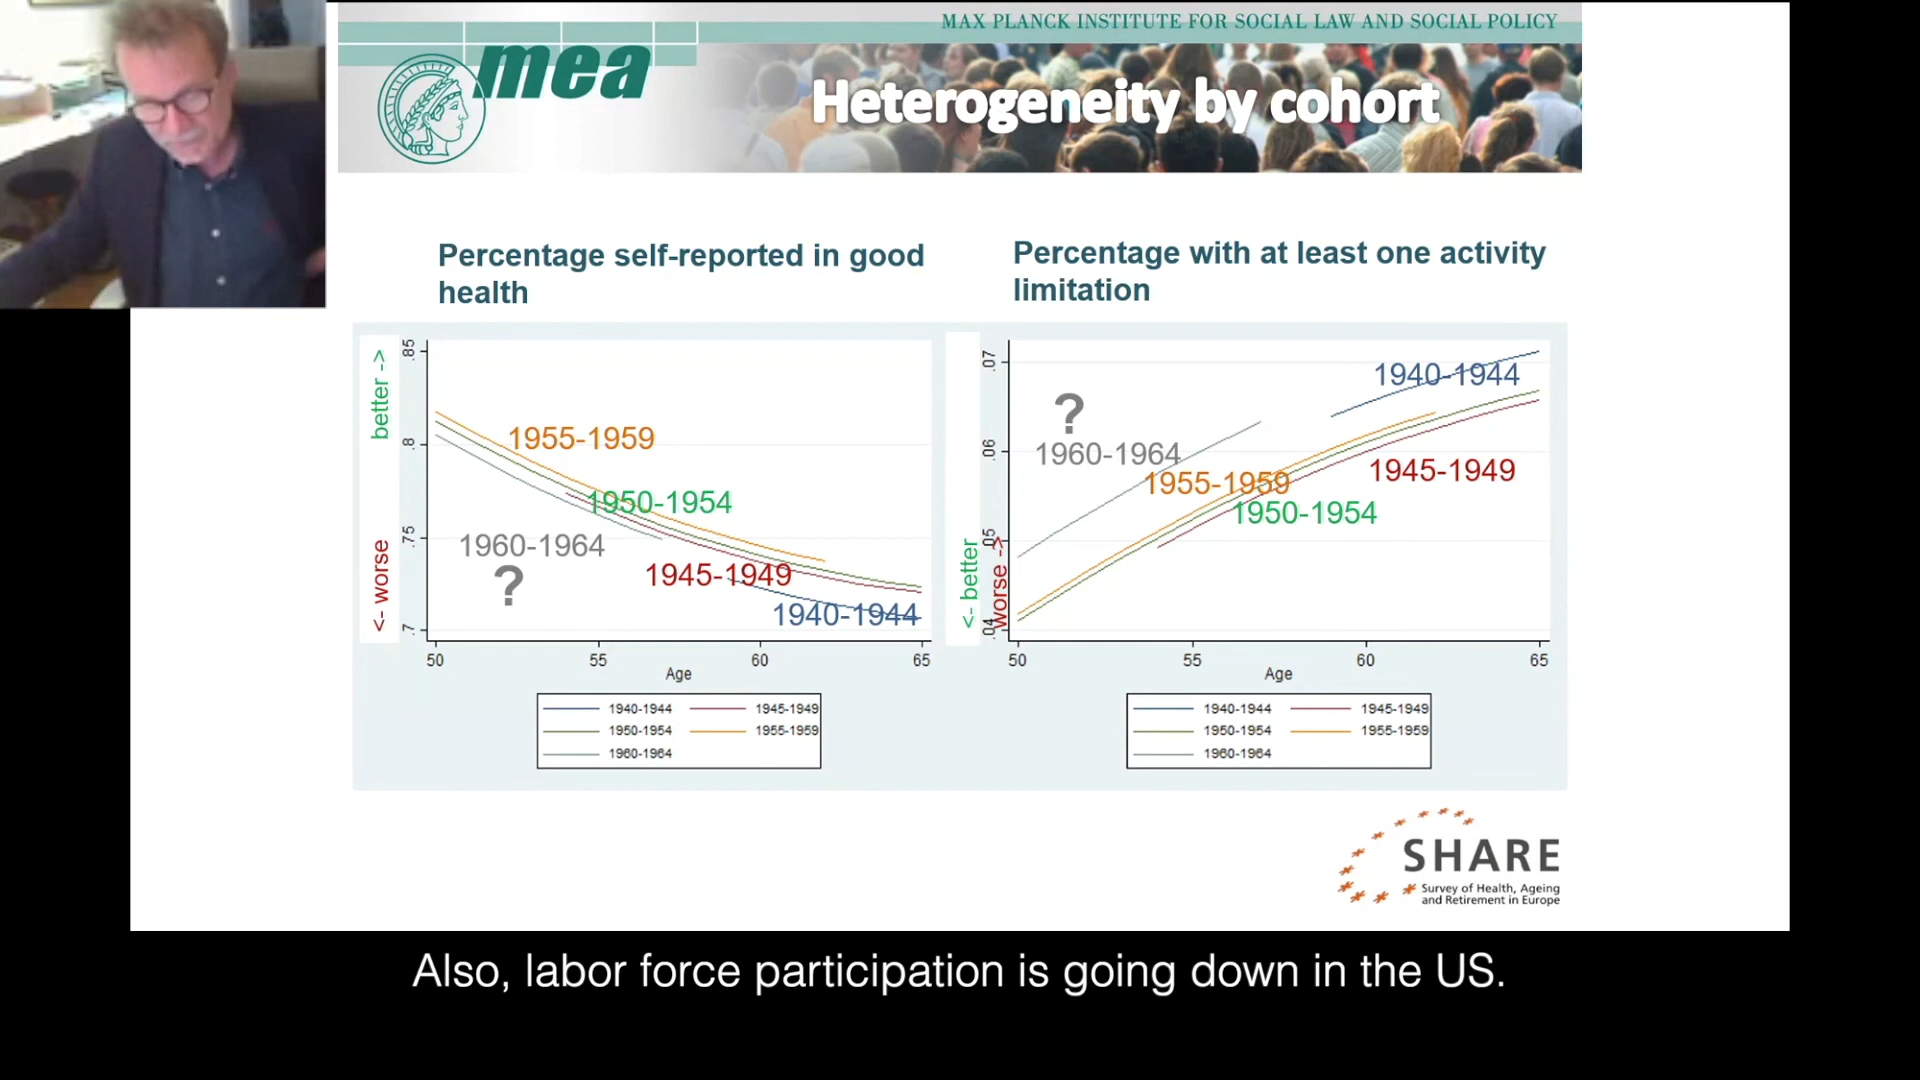 MAX PLANCK INSTITUTE FOR SOCIAL LAW AND SOCIAL POLICY
mea
Heterogeneity by cohort
Percentage self-reported in good
health
Percentage with at least one activity
limitation
better ->
<- worse
.85
.8
.75
.7
1955-1959
1950-1954
1960-1964
?
1945-1949
1940-1944
50 55 60 65
Age
1940-1944 1945-1949
1950-1954 1955-1959
1960-1964
<- better
worse ->
.07
.06
.05
.04
1940-1944
?
1960-1964
1955-1959
1945-1949
1950-1954
50 55 60 65
Age
1940-1944 1945-1949
1950-1954 1955-1959
1960-1964
SHARE
Survey of Health, Ageing
and Retirement in Europe
Also, labor force participation is going down in the US.